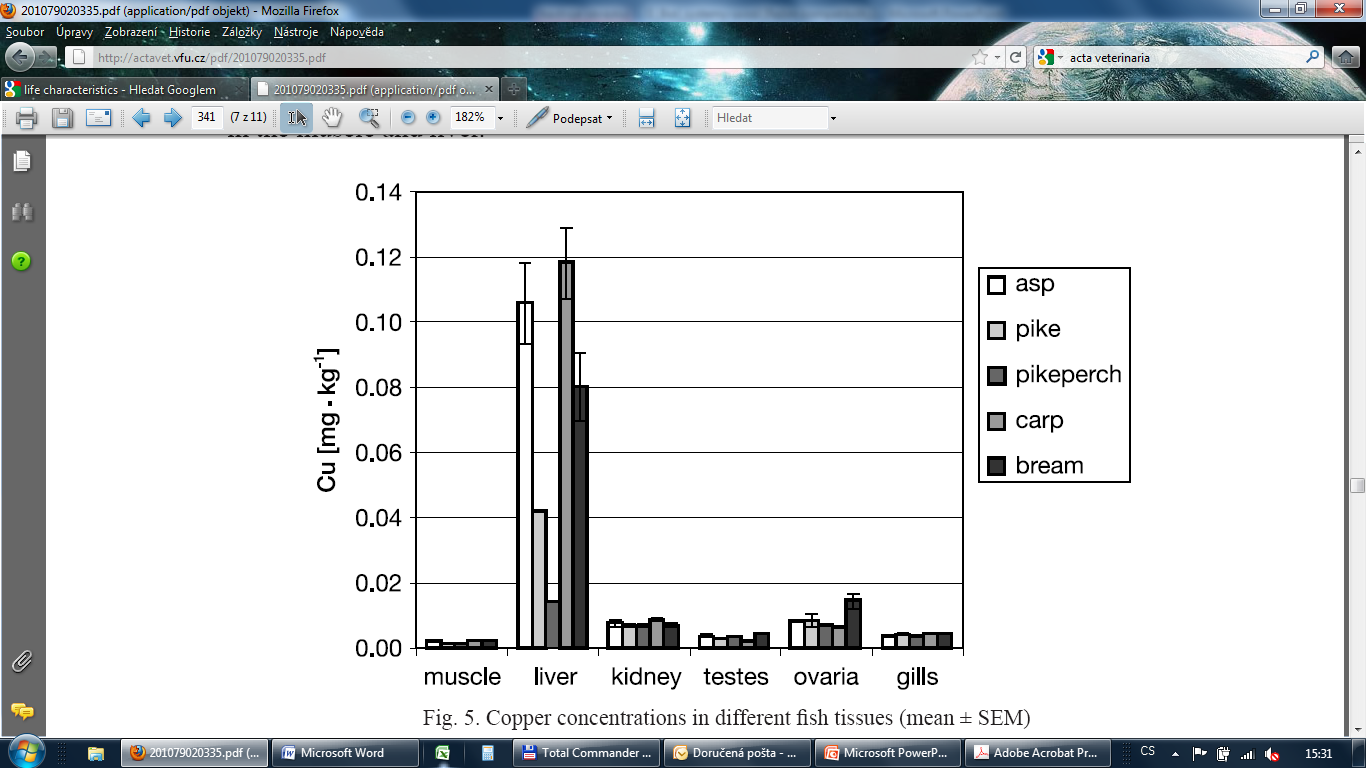 201079020335.pdf (application/pdf objekt) - Mozilla Firefox
Soubor Úpravy Zobrazení Historie Záložky Nástroje Nápověda
http://actavet.vfu.cz/pdf/201079020335.pdf
acta veterinaria
life characteristics - Hledat Googlem
201079020335.pdf (application/pdf o...
341 (7 z 11) 182% Podepsat Hledat
0.14
0.12
0.10
0.08
0.06
0.04
0.02
0.00
Cu [mg · kg-1]
muscle liver kidney testes ovaria gills
asp
pike
pikeperch
carp
bream
Fig. 5. Copper concentrations in different fish tissues (mean ± SEM)
201079020335.pdf (... Microsoft Word Total Commander ... Doručená pošta - ... Microsoft PowerP... Adobe Acrobat Pr... CS 15:31